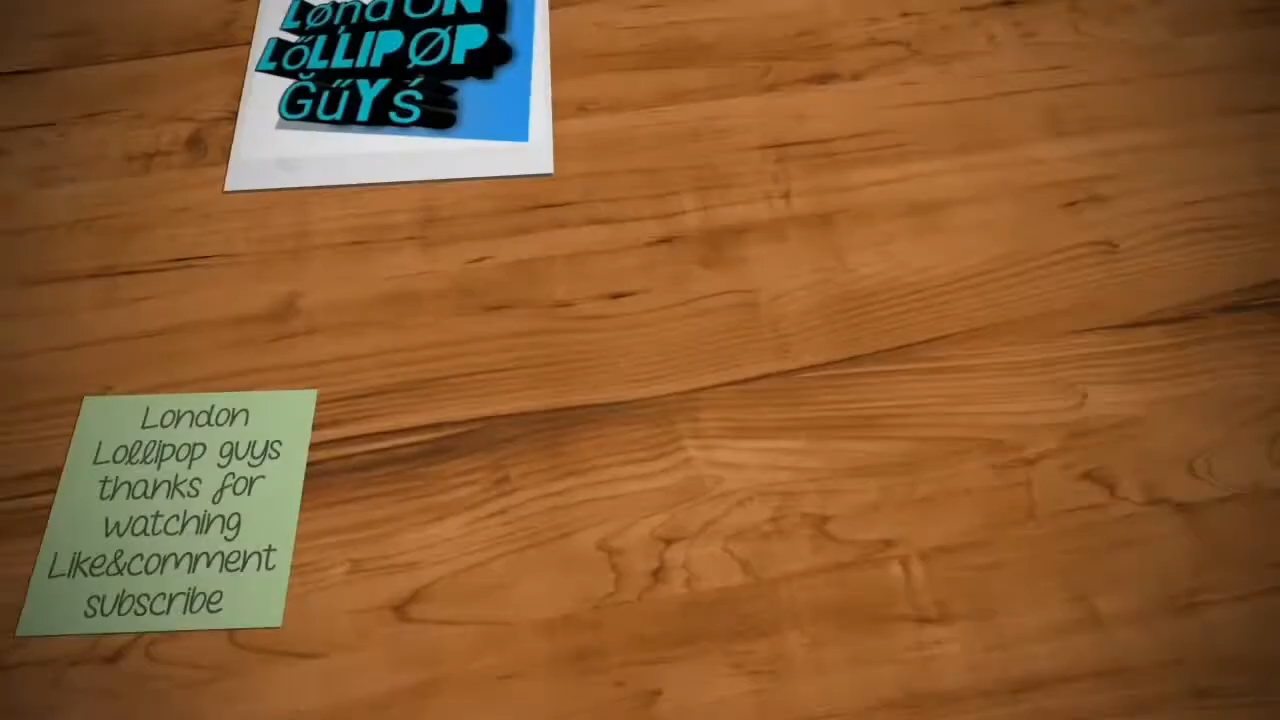 LøndON
LőLLIPØP
ĞűYś
London
Lollipop guys
thanks for
watching
Like&comment
subscribe